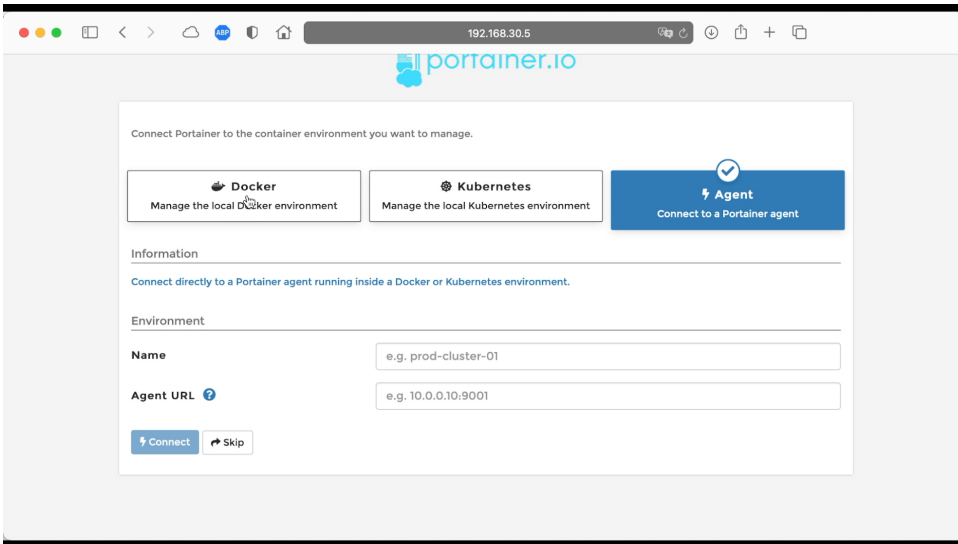 ABP
192.168.30.5
portainer.io
Connect Portainer to the container environment you want to manage.
Docker
Manage the local Docker environment
Kubernetes
Manage the local Kubernetes environment
Agent
Connect to a Portainer agent
Information
Connect directly to a Portainer agent running inside a Docker or Kubernetes environment.
Environment
Name
e.g. prod-cluster-01
Agent URL ?
e.g. 10.0.0.10:9001
Connect
Skip